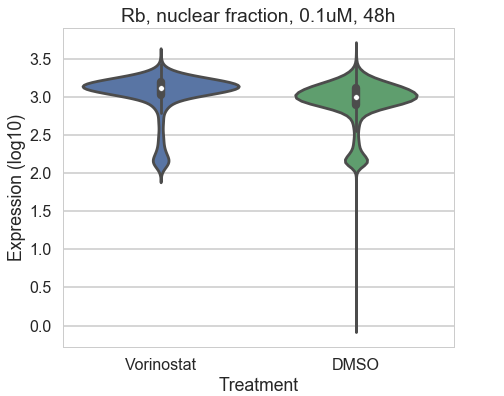 Rb, nuclear fraction, 0.1uM, 48h
Expression (log10)
3.5
3.0
2.5
2.0
1.5
1.0
0.5
0.0
Vorinostat DMSO
Treatment